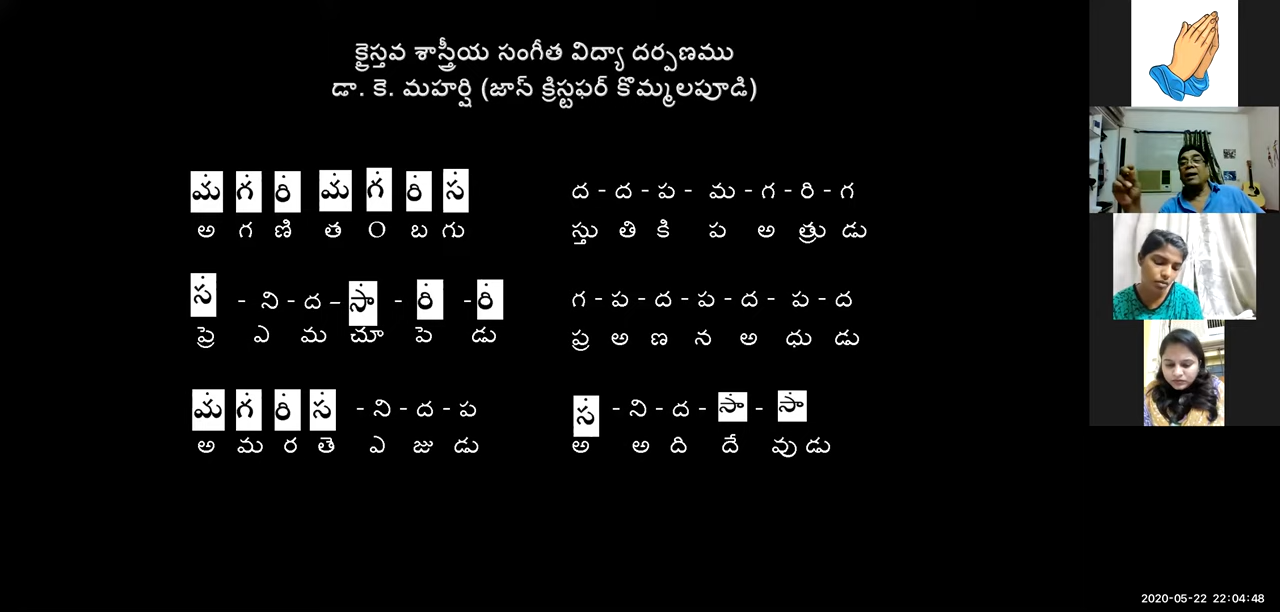 క్రైస్తవ శాస్త్రీయ సంగీత విద్యా దర్పణము
డా. కె. మహర్షి (జాస్ క్రిస్టఫర్ కొమ్మలపూడి)
మ̇ గ̇ రి̇ మ̇ గ̇ రి̇ స̇
అ గ ణి త ం బ గు
ద - ద - ప - మ - గ - రి - గ
స్తు తి కి ప అ త్రు డు
స̇ - ని - ద – సా̇ - రి̇ - రి̇
ప్రె ఎ మ చూ పె డు
గ - ప - ద - ప - ద - ప - ద
ప్ర అ ణ న అ ధు డు
మ̇ గ̇ రి̇ స̇ - ని - ద - ప
అ మ ర తె ఎ జు డు
స̇ - ని - ద - సా̇ - సా̇
అ అ ది దే వు డు
2020-05-22 22:04:48